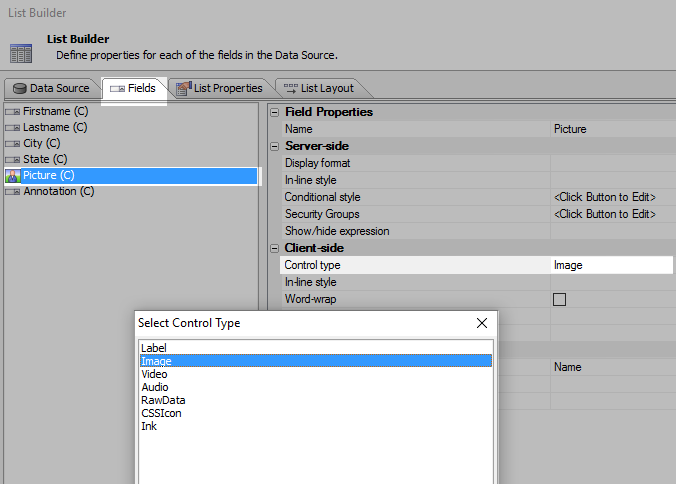 List Builder
List Builder
Define properties for each of the fields in the Data Source.
Data Source Fields List Properties List Layout
Firstname (C)
Lastname (C)
City (C)
State (C)
Picture (C)
Annotation (C)
Field Properties
Name Picture
Server-side
Display format
In-line style
Conditional style <Click Button to Edit>
Security Groups <Click Button to Edit>
Show/hide expression
Client-side
Control type Image
In-line style
Word-wrap
Name
Select Control Type
Label
Image
Video
Audio
RawData
CSSIcon
Ink